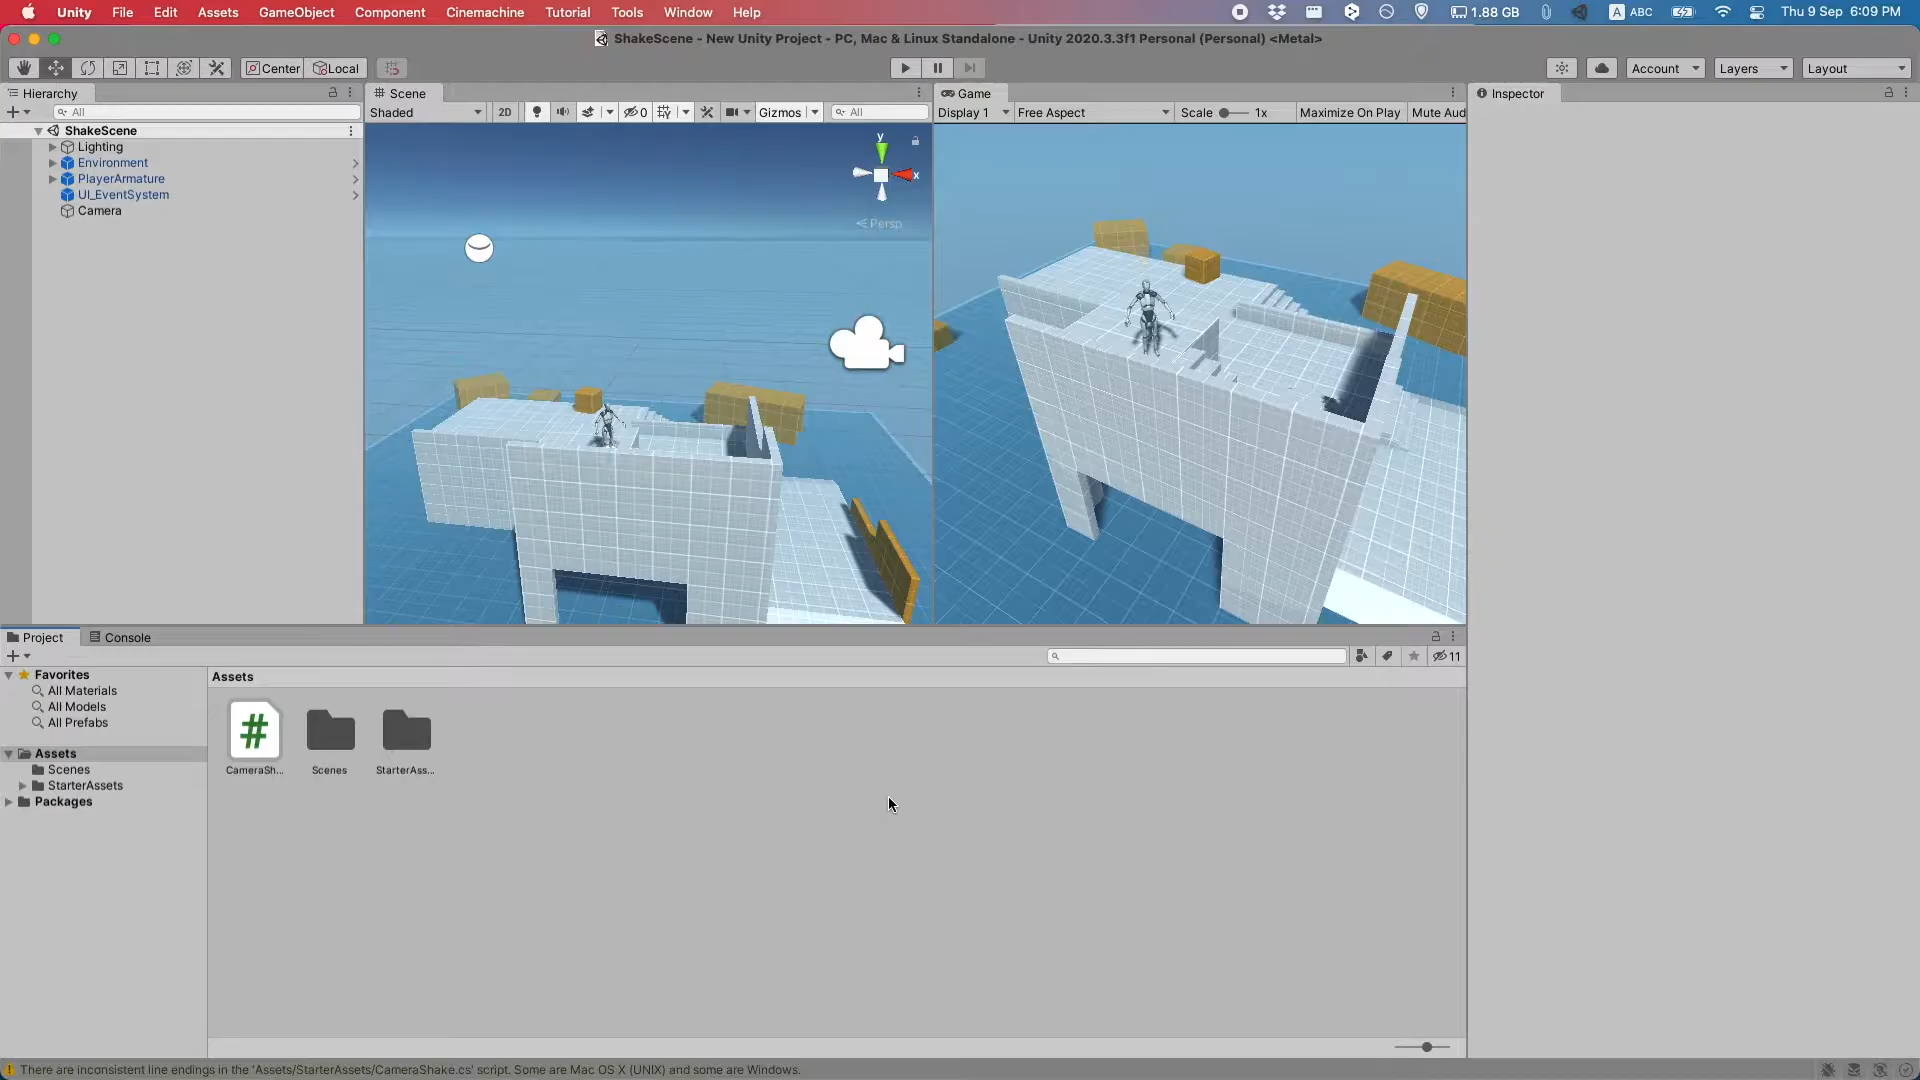 Unity File Edit Assets GameObject Component Cinemachine Tutorial Tools Window Help 1.88 GB A ABC Thu 9 Sep 6:09 PM
ShakeScene - New Unity Project - PC, Mac & Linux Standalone - Unity 2020.3.3f1 Personal (Personal) <Metal>
Center Local Account Layers Layout
Hierarchy
All
ShakeScene
Lighting
Environment
PlayerArmature
UI_EventSystem
Camera
Scene
Shaded 2D 0 Gizmos All
y
x
Persp
Game
Display 1 Free Aspect Scale 1x Maximize On Play Mute Aud
Inspector
Project Console
11
Favorites
All Materials
All Models
All Prefabs
Assets
Scenes
StarterAssets
Packages
Assets
#
CameraSh... Scenes StarterAss...
There are inconsistent line endings in the 'Assets/StarterAssets/CameraShake.cs' script. Some are Mac OS X (UNIX) and some are Windows.